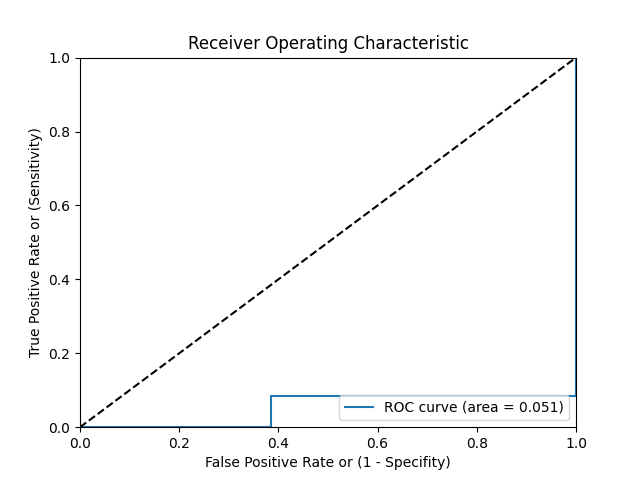 Receiver Operating Characteristic
True Positive Rate or (Sensitivity)
1.0
0.8
0.6
0.4
0.2
0.0
ROC curve (area = 0.051)
0.0 0.2 0.4 0.6 0.8 1.0
False Positive Rate or (1 - Specifity)